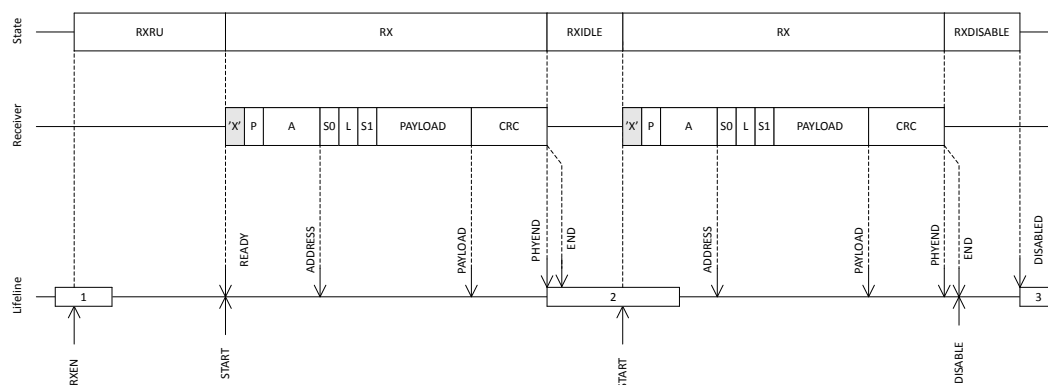 State
RXRU
RX
RXIDLE
RX
RXDISABLE
Receiver
'X'
P
A
S0
L
S1
PAYLOAD
CRC
'X'
P
A
S0
L
S1
PAYLOAD
CRC
READY
ADDRESS
PAYLOAD
PHYEND
END
ADDRESS
PAYLOAD
PHYEND
END
DISABLED
Lifeline
1
2
3
RXEN
START
START
DISABLE